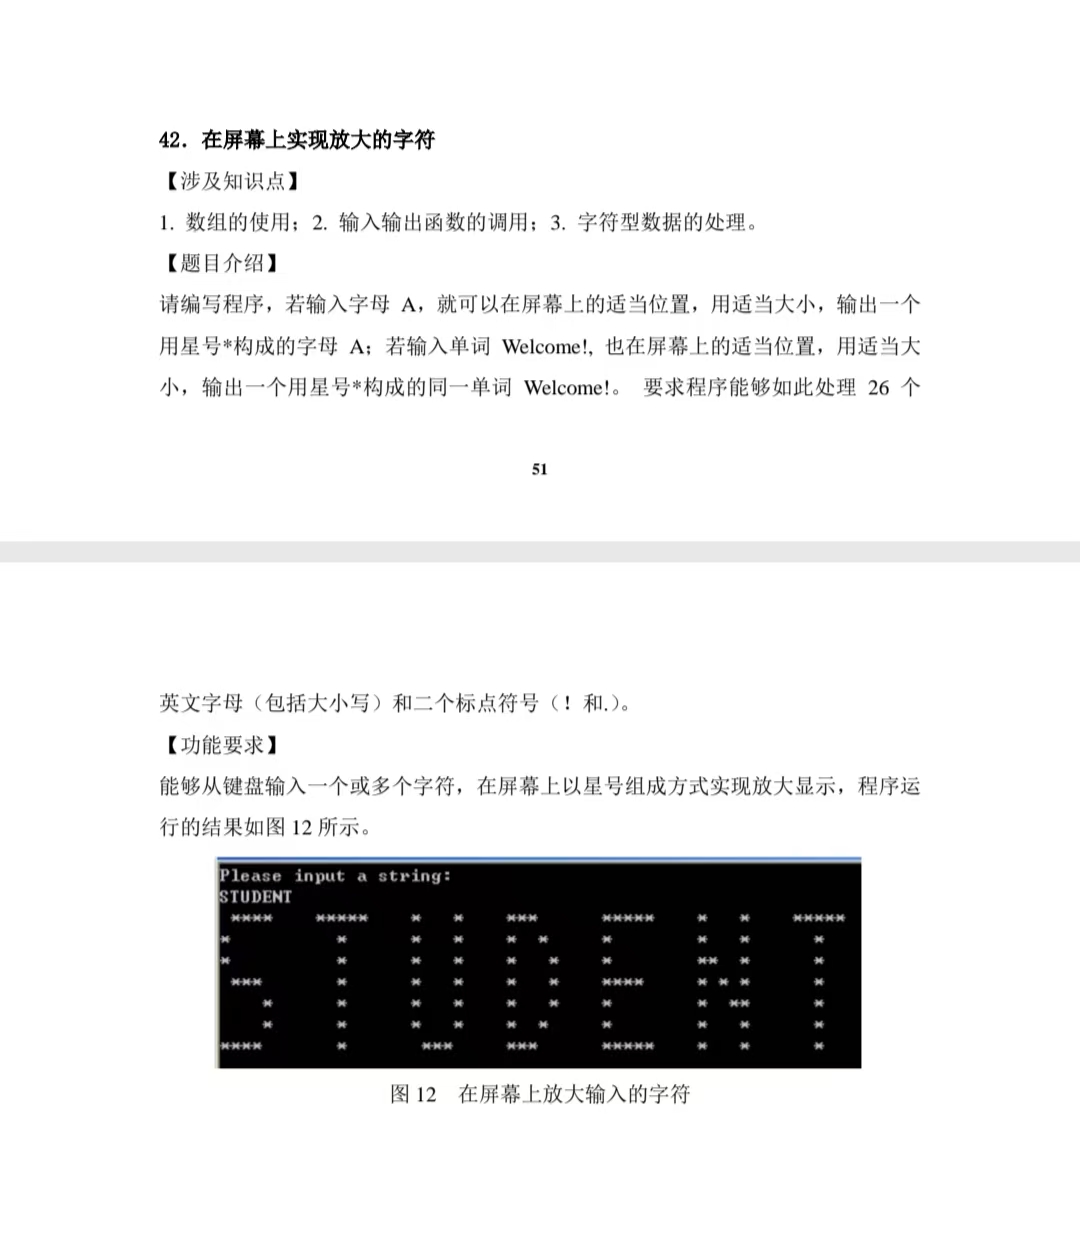 42．在屏幕上实现放大的字符
【涉及知识点】
1. 数组的使用；2. 输入输出函数的调用；3. 字符型数据的处理。
【题目介绍】
请编写程序，若输入字母 A，就可以在屏幕上的适当位置，用适当大小，输出一个
用星号*构成的字母 A；若输入单词 Welcome!, 也在屏幕上的适当位置，用适当大
小，输出一个用星号*构成的同一单词 Welcome!。 要求程序能够如此处理 26 个
51
英文字母（包括大小写）和二个标点符号（！和.）。
【功能要求】
能够从键盘输入一个或多个字符，在屏幕上以星号组成方式实现放大显示，程序运
行的结果如图 12 所示。
Please input a string:
STUDENT
STUDENT
图 12 在屏幕上放大输入的字符